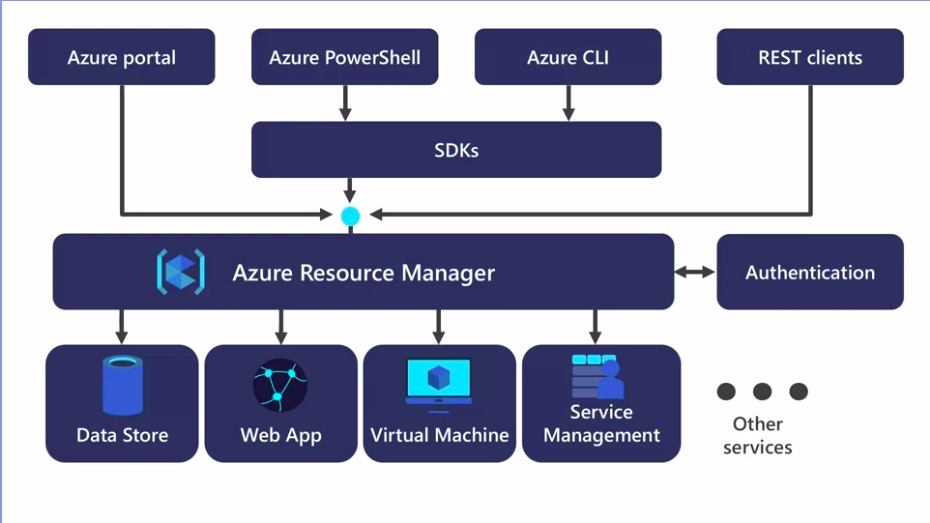 Azure portal
Azure PowerShell
Azure CLI
REST clients
SDKs
Azure Resource Manager
Authentication
Data Store
Web App
Virtual Machine
Service
Management
Other
services